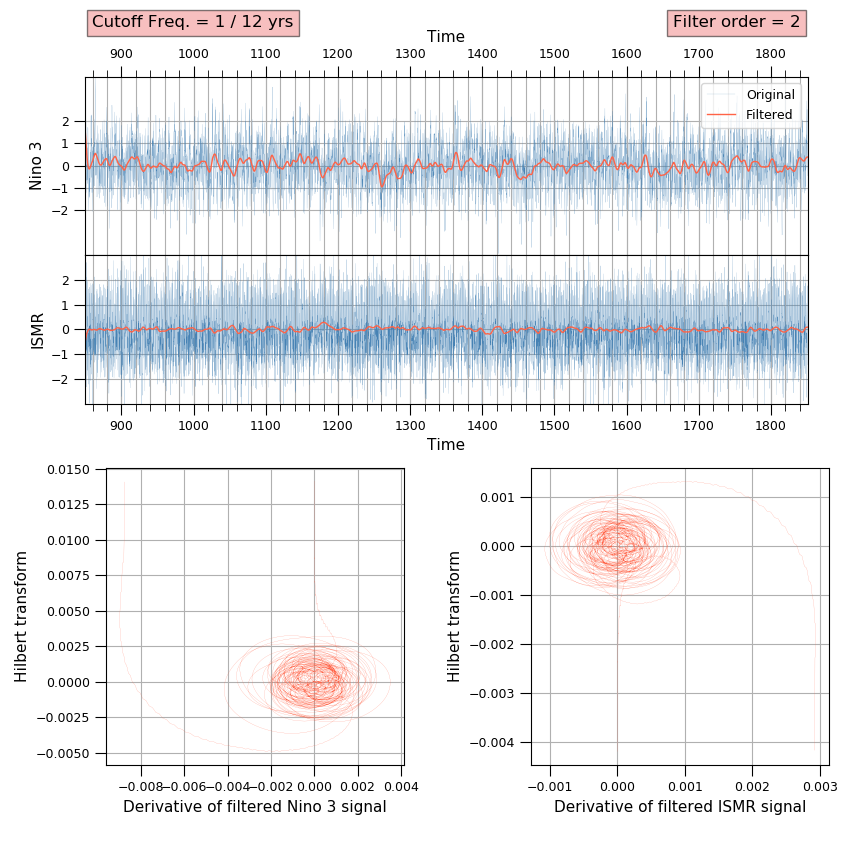 Cutoff Freq. = 1 / 12 yrs
Filter order = 2
Time
900 1000 1100 1200 1300 1400 1500 1600 1700 1800
Original
Filtered
Nino 3
2
1
0
−1
−2
ISMR
2
1
0
−1
−2
900 1000 1100 1200 1300 1400 1500 1600 1700 1800
Time
Hilbert transform
0.0150
0.0125
0.0100
0.0075
0.0050
0.0025
0.0000
−0.0025
−0.0050
−0.008 −0.006 −0.004 −0.002 0.000 0.002 0.004
Derivative of filtered Nino 3 signal
Hilbert transform
0.001
0.000
−0.001
−0.002
−0.003
−0.004
−0.001 0.000 0.001 0.002 0.003
Derivative of filtered ISMR signal